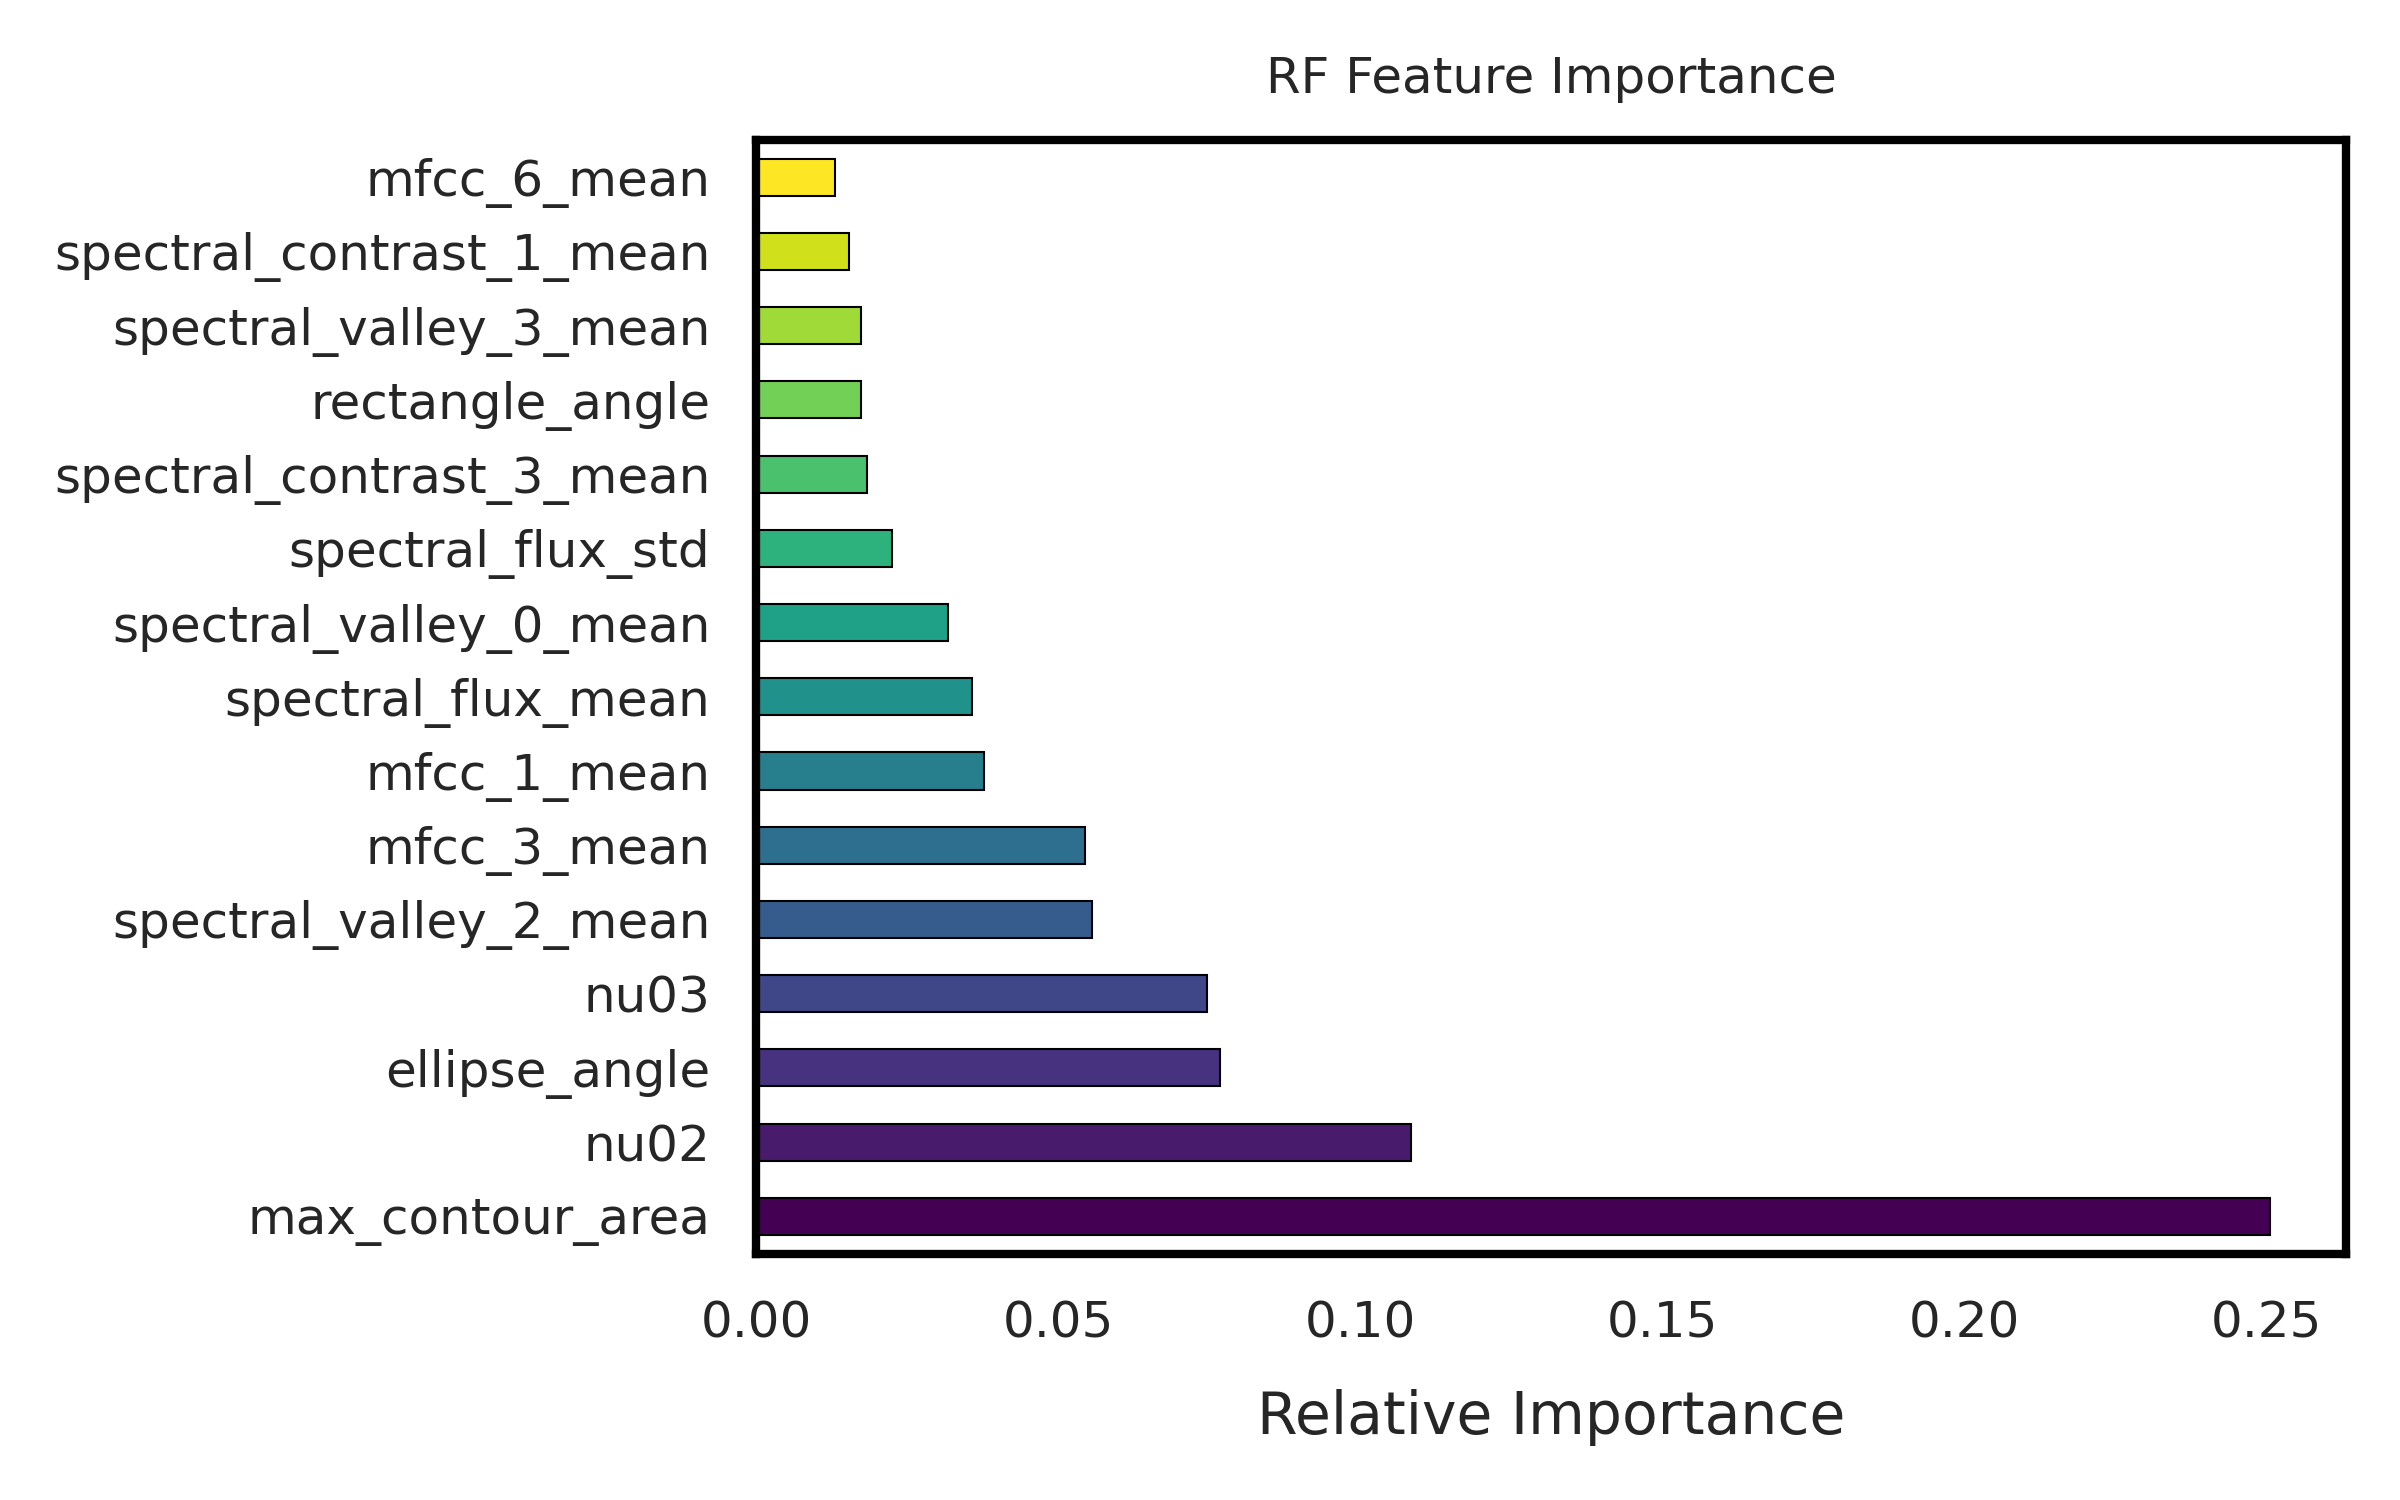 RF Feature Importance
mfcc_6_mean
spectral_contrast_1_mean
spectral_valley_3_mean
rectangle_angle
spectral_contrast_3_mean
spectral_flux_std
spectral_valley_0_mean
spectral_flux_mean
mfcc_1_mean
mfcc_3_mean
spectral_valley_2_mean
nu03
ellipse_angle
nu02
max_contour_area
0.00 0.05 0.10 0.15 0.20 0.25
Relative Importance